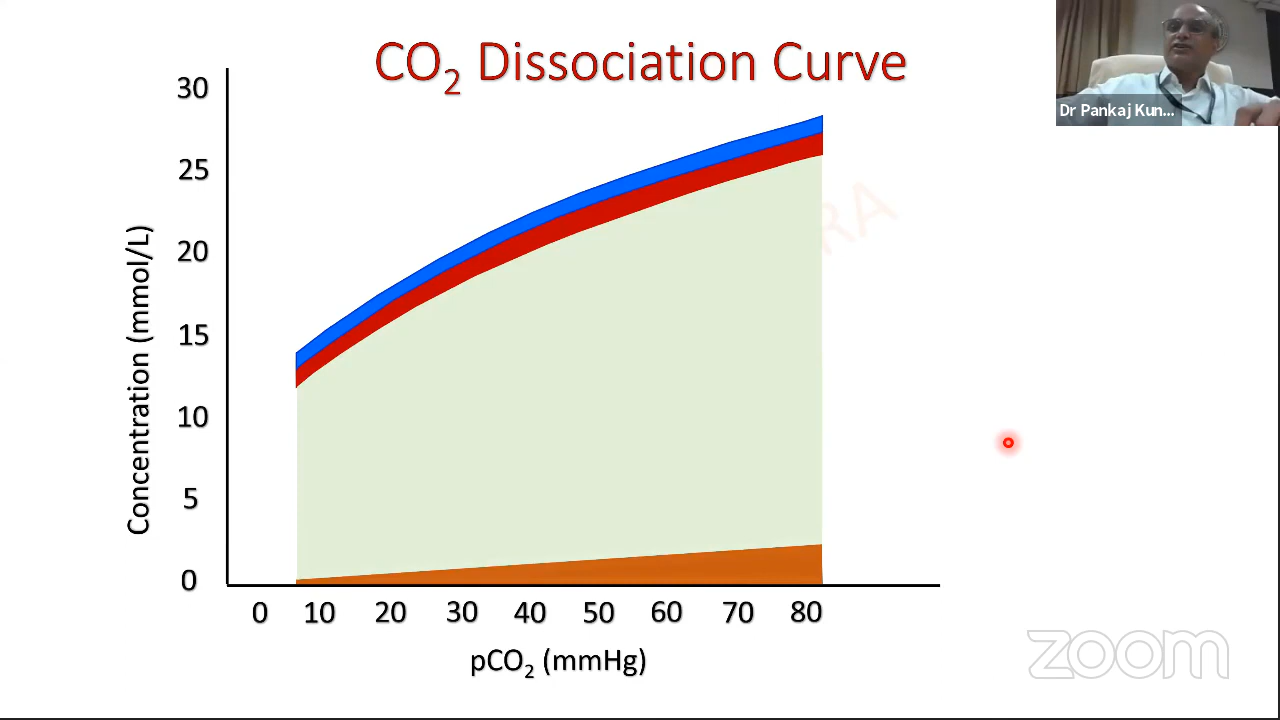 CO₂ Dissociation Curve
Dr Pankaj Kun...
30
25
20
15
10
5
0
Concentration (mmol/L)
0 10 20 30 40 50 60 70 80
pCO₂ (mmHg)
zoom